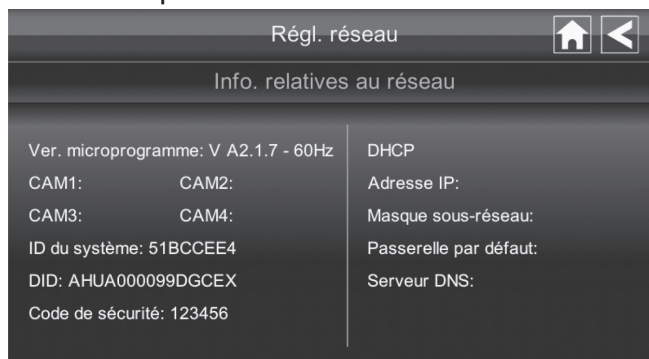 Régl. réseau
Info. relatives au réseau
Ver. microprogramme: V A2.1.7 - 60Hz
CAM1: CAM2:
CAM3: CAM4:
ID du système: 51BCCEE4
DID: AHUA000099DGCEX
Code de sécurité: 123456
DHCP
Adresse IP:
Masque sous-réseau:
Passerelle par défaut:
Serveur DNS: